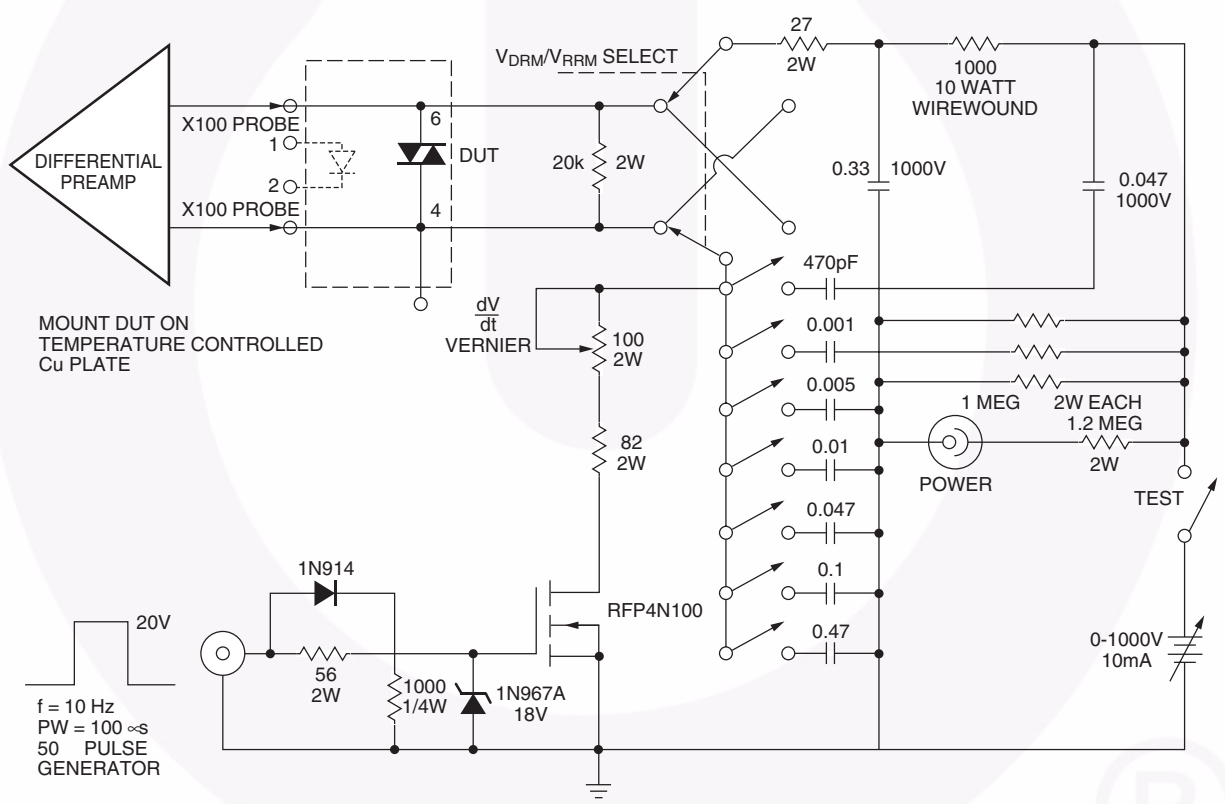 27
2W
V_DRM/V_RRM SELECT
1000
10 WATT
WIREWOUND
X100 PROBE
6
1
DIFFERENTIAL
PREAMP
DUT
20k
2W
0.33
1000V
0.047
1000V
2
X100 PROBE
4
470pF
dV
dt
VERNIER
MOUNT DUT ON
TEMPERATURE CONTROLLED
Cu PLATE
100
2W
0.001
0.005
1 MEG
2W EACH
82
2W
0.01
1.2 MEG
2W
POWER
TEST
0.047
1N914
0.1
RFP4N100
20V
0.47
0-1000V
10mA
56
2W
1000
1/4W
1N967A
18V
f = 10 Hz
PW = 100 ∝s
50 PULSE
GENERATOR
R